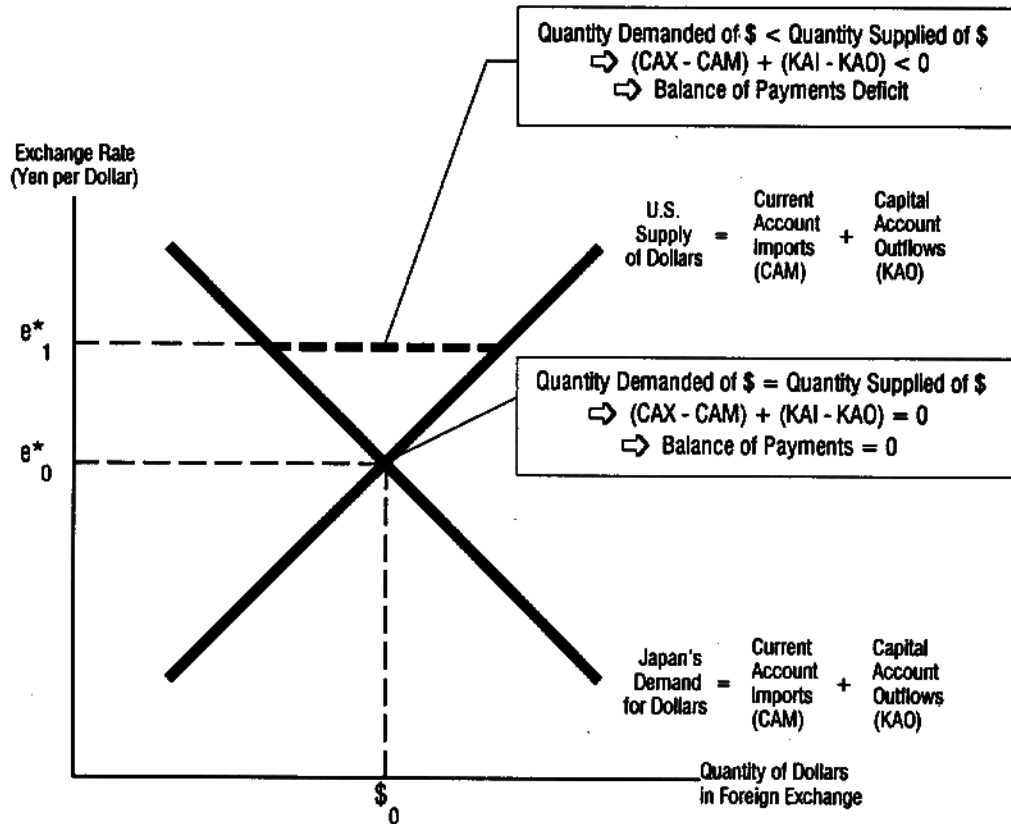 Quantity Demanded of $ < Quantity Supplied of $
⇨ (CAX - CAM) + (KAI - KAO) < 0
⇨ Balance of Payments Deficit
Exchange Rate
(Yen per Dollar)
U.S.
Supply
of Dollars
=
Current
Account
Imports
(CAM)
+
Capital
Account
Outflows
(KAO)
e*
1
Quantity Demanded of $ = Quantity Supplied of $
⇨ (CAX - CAM) + (KAI - KAO) = 0
⇨ Balance of Payments = 0
e*
0
Japan's
Demand
for Dollars
=
Current
Account
Imports
(CAM)
+
Capital
Account
Outflows
(KAO)
$
0
Quantity of Dollars
in Foreign Exchange